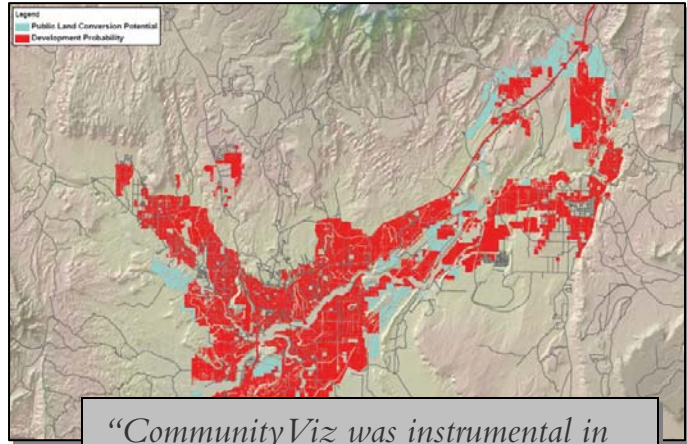 Legend
Public Land Conversion Potential
Development Probability
“CommunityViz was instrumental in